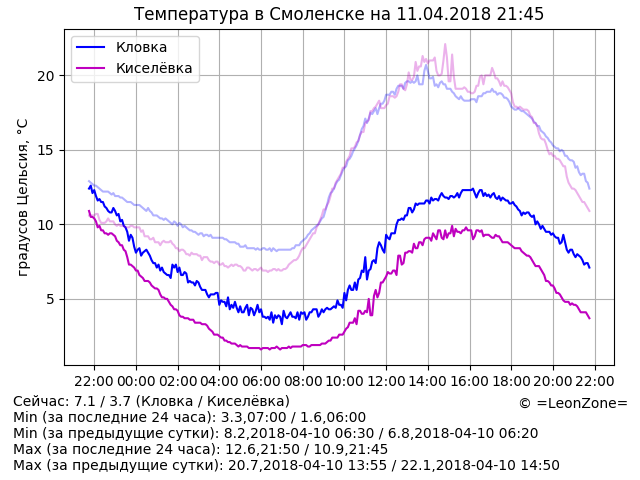 Температура в Смоленске на 11.04.2018 21:45
Кловка
Киселёвка
градусов Цельсия, °C
20
15
10
5
22:00 00:00 02:00 04:00 06:00 08:00 10:00 12:00 14:00 16:00 18:00 20:00 22:00
© =LeonZone=
Сейчас: 7.1 / 3.7 (Кловка / Киселёвка)
Min (за последние 24 часа): 3.3,07:00 / 1.6,06:00
Min (за предыдущие сутки): 8.2,2018-04-10 06:30 / 6.8,2018-04-10 06:20
Max (за последние 24 часа): 12.6,21:50 / 10.9,21:45
Max (за предыдущие сутки): 20.7,2018-04-10 13:55 / 22.1,2018-04-10 14:50